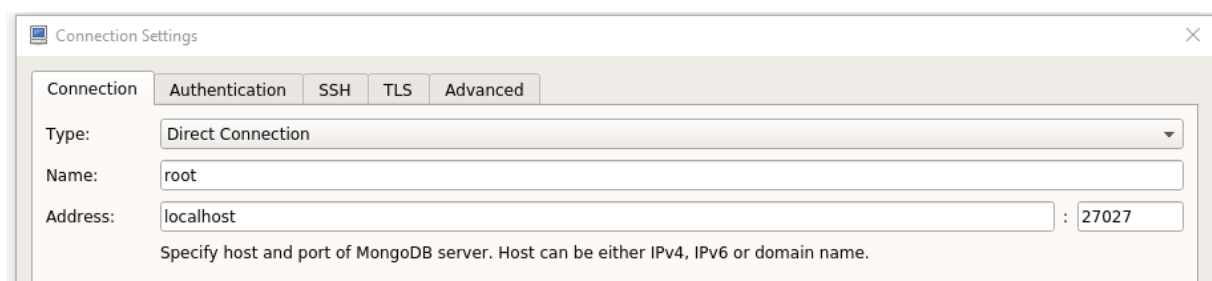 Connection Settings
Connection Authentication SSH TLS Advanced
Type: Direct Connection
Name: root
Address: localhost : 27027
Specify host and port of MongoDB server. Host can be either IPv4, IPv6 or domain name.